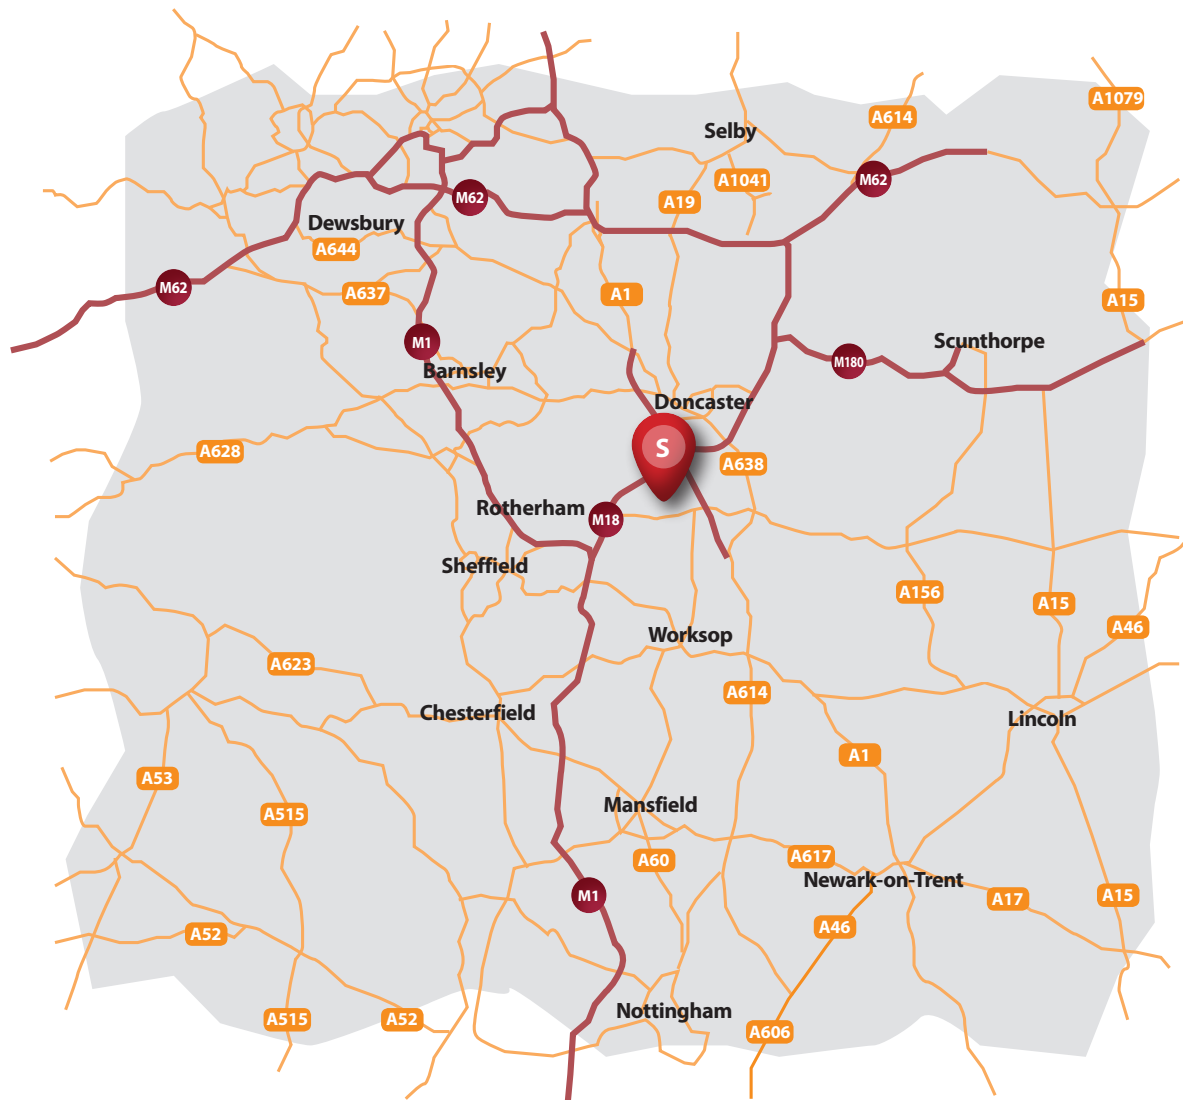 A1079
A614
Selby
A1041
M62
M62
A19
Dewsbury
A644
M62
A637
A1
A15
M1
Scunthorpe
M180
Barnsley
Doncaster
S
A628
A638
Rotherham
M18
Sheffield
A156
A15
A46
Worksop
A623
A614
Chesterfield
Lincoln
A1
A53
Mansfield
A515
A60
A617
Newark-on-Trent
M1
A17
A15
A52
A46
Nottingham
A515
A52
A606